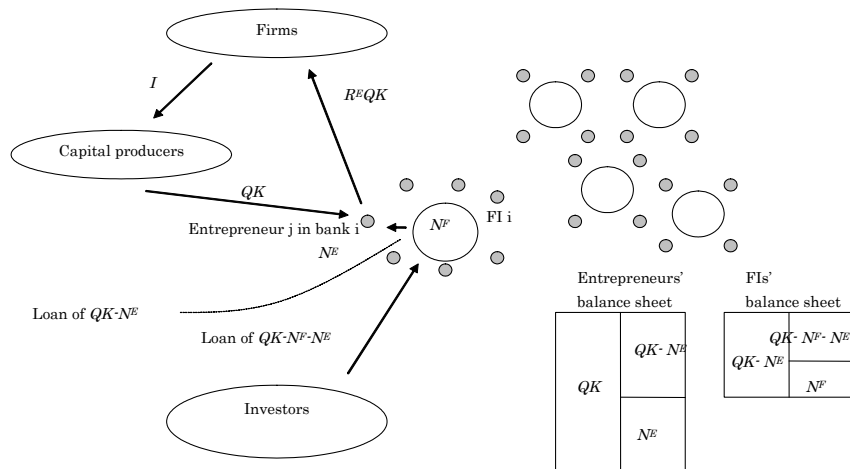 Firms
I
R^E QK
Capital producers
QK
N^F
FI i
Entrepreneur j in bank i
N^E
Loan of QK-N^E
Loan of QK-N^F-N^E
Investors
Entrepreneurs'
balance sheet
QK
QK- N^E
N^E
FIs'
balance sheet
QK- N^E
QK- N^F - N^E
N^F